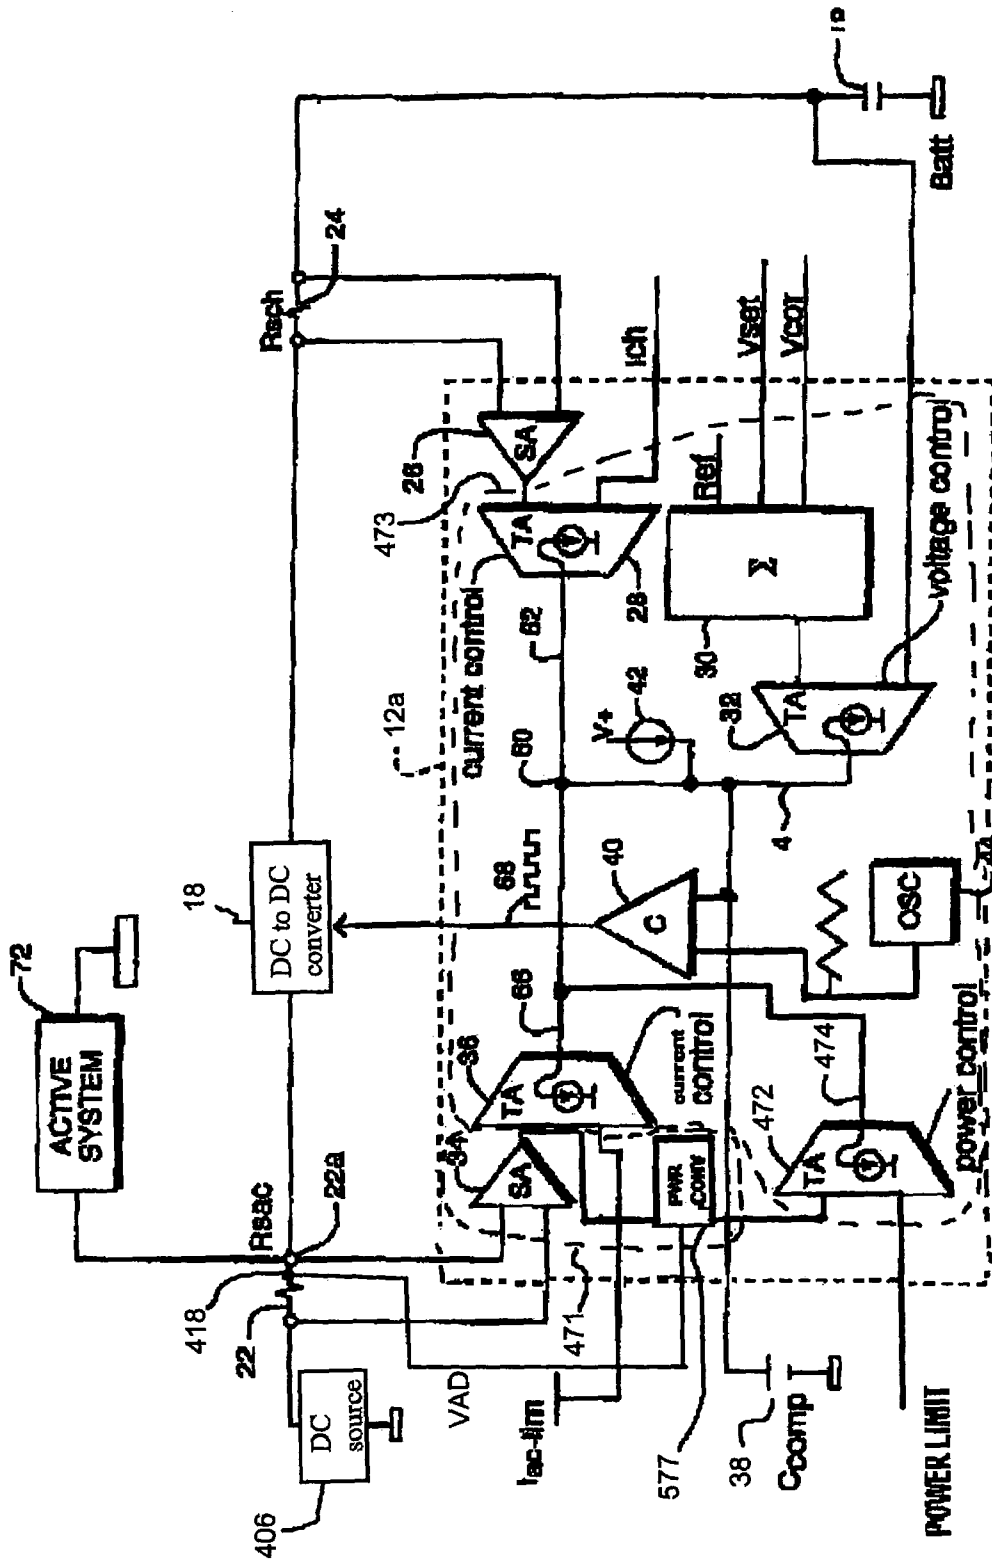 72
ACTIVE
SYSTEM
18
DC to DC
converter
Rsch
24
Rsac
22a
418
22
DC
source
406
VAD
12a
current control
473
26
SA
TA
28
Ich
62
60
68
66
36
TA
34
SA
current
control
PWR
CONV
471
Iac-lim
577
38
Ccomp
POWER LIMIT
472
TA
474
power control
40
C
OSC
44
V+
42
4
32
TA
30
Σ
Ref
Vset
Vcor
voltage control
Batt